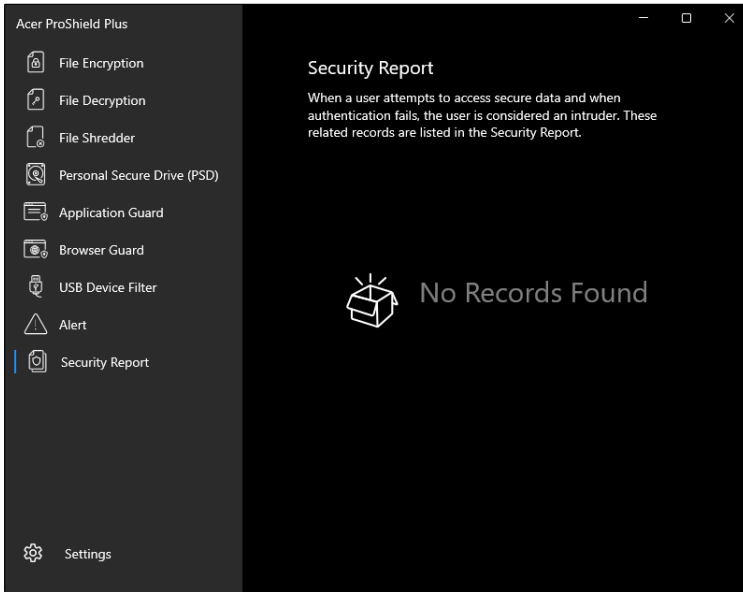 Acer ProShield Plus
File Encryption
File Decryption
File Shredder
Personal Secure Drive (PSD)
Application Guard
Browser Guard
USB Device Filter
Alert
Security Report
Settings
Security Report
When a user attempts to access secure data and when
authentication fails, the user is considered an intruder. These
related records are listed in the Security Report.
No Records Found